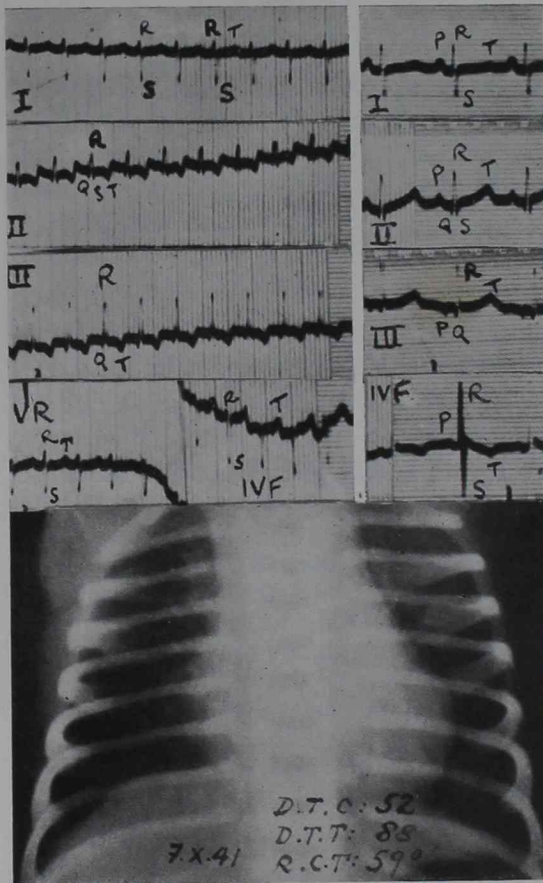 R R T
S S
I
R
Q S T
II
III
R
Q T
VR
R T
S
R T
S
IVF
P R T
S
I
R
P T
Q S
II
R
T
P Q
III
IVF
R
P
T
S
D.T.C: 52
D.T.T: 88
7.X.41 R.C.T: 59°